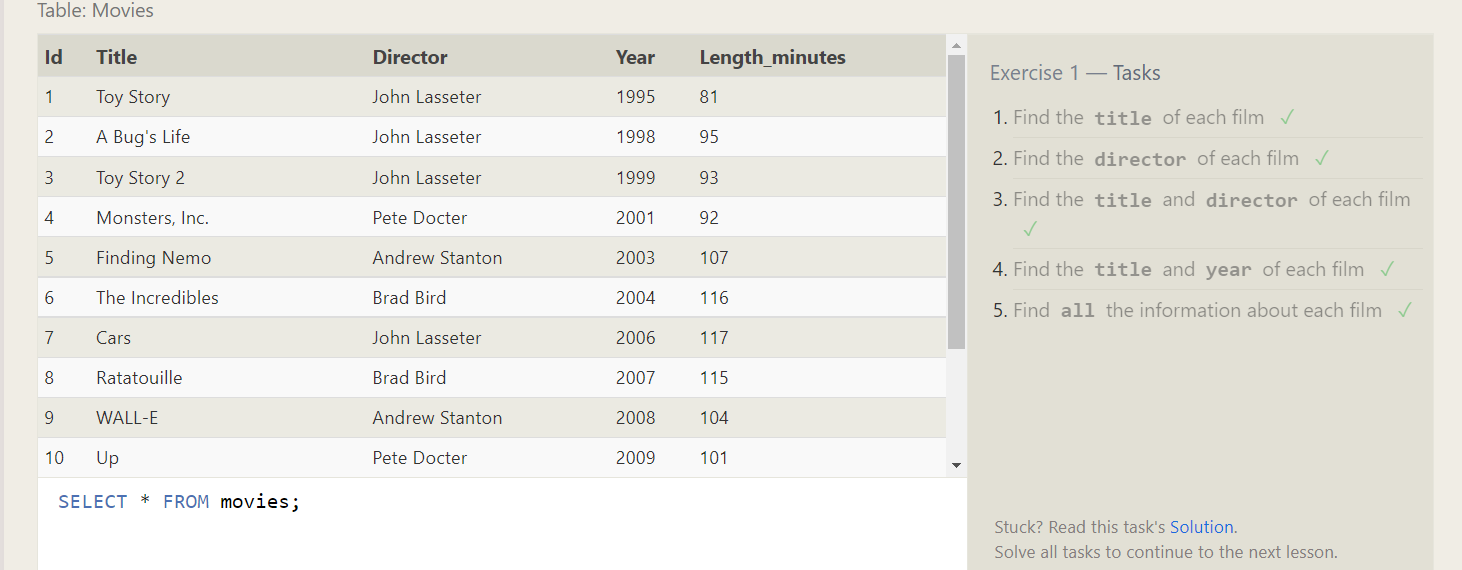 Table: Movies
Id Title Director Year Length_minutes
1 Toy Story John Lasseter 1995 81
2 A Bug's Life John Lasseter 1998 95
3 Toy Story 2 John Lasseter 1999 93
4 Monsters, Inc. Pete Docter 2001 92
5 Finding Nemo Andrew Stanton 2003 107
6 The Incredibles Brad Bird 2004 116
7 Cars John Lasseter 2006 117
8 Ratatouille Brad Bird 2007 115
9 WALL-E Andrew Stanton 2008 104
10 Up Pete Docter 2009 101
SELECT * FROM movies;
Exercise 1 — Tasks
1. Find the title of each film ✓
2. Find the director of each film ✓
3. Find the title and director of each film
✓
4. Find the title and year of each film ✓
5. Find all the information about each film ✓
Stuck? Read this task's Solution.
Solve all tasks to continue to the next lesson.